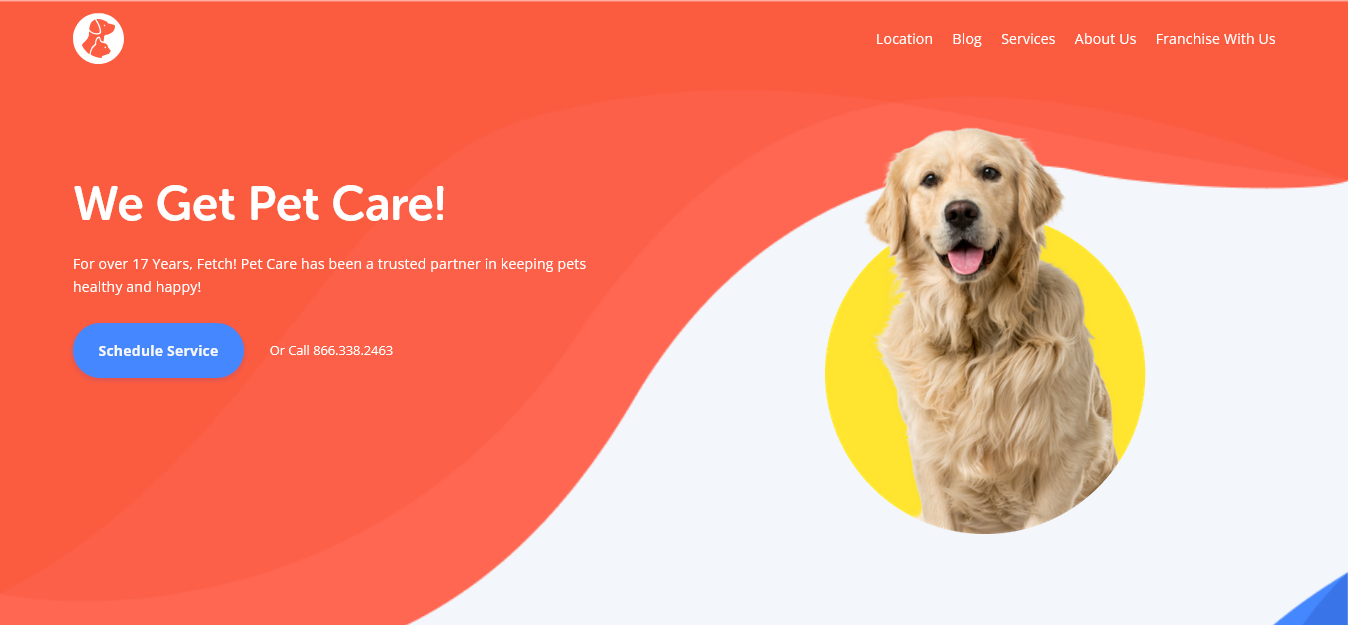 Location Blog Services About Us Franchise With Us
We Get Pet Care!
For over 17 Years, Fetch! Pet Care has been a trusted partner in keeping pets
healthy and happy!
Schedule Service Or Call 866.338.2463